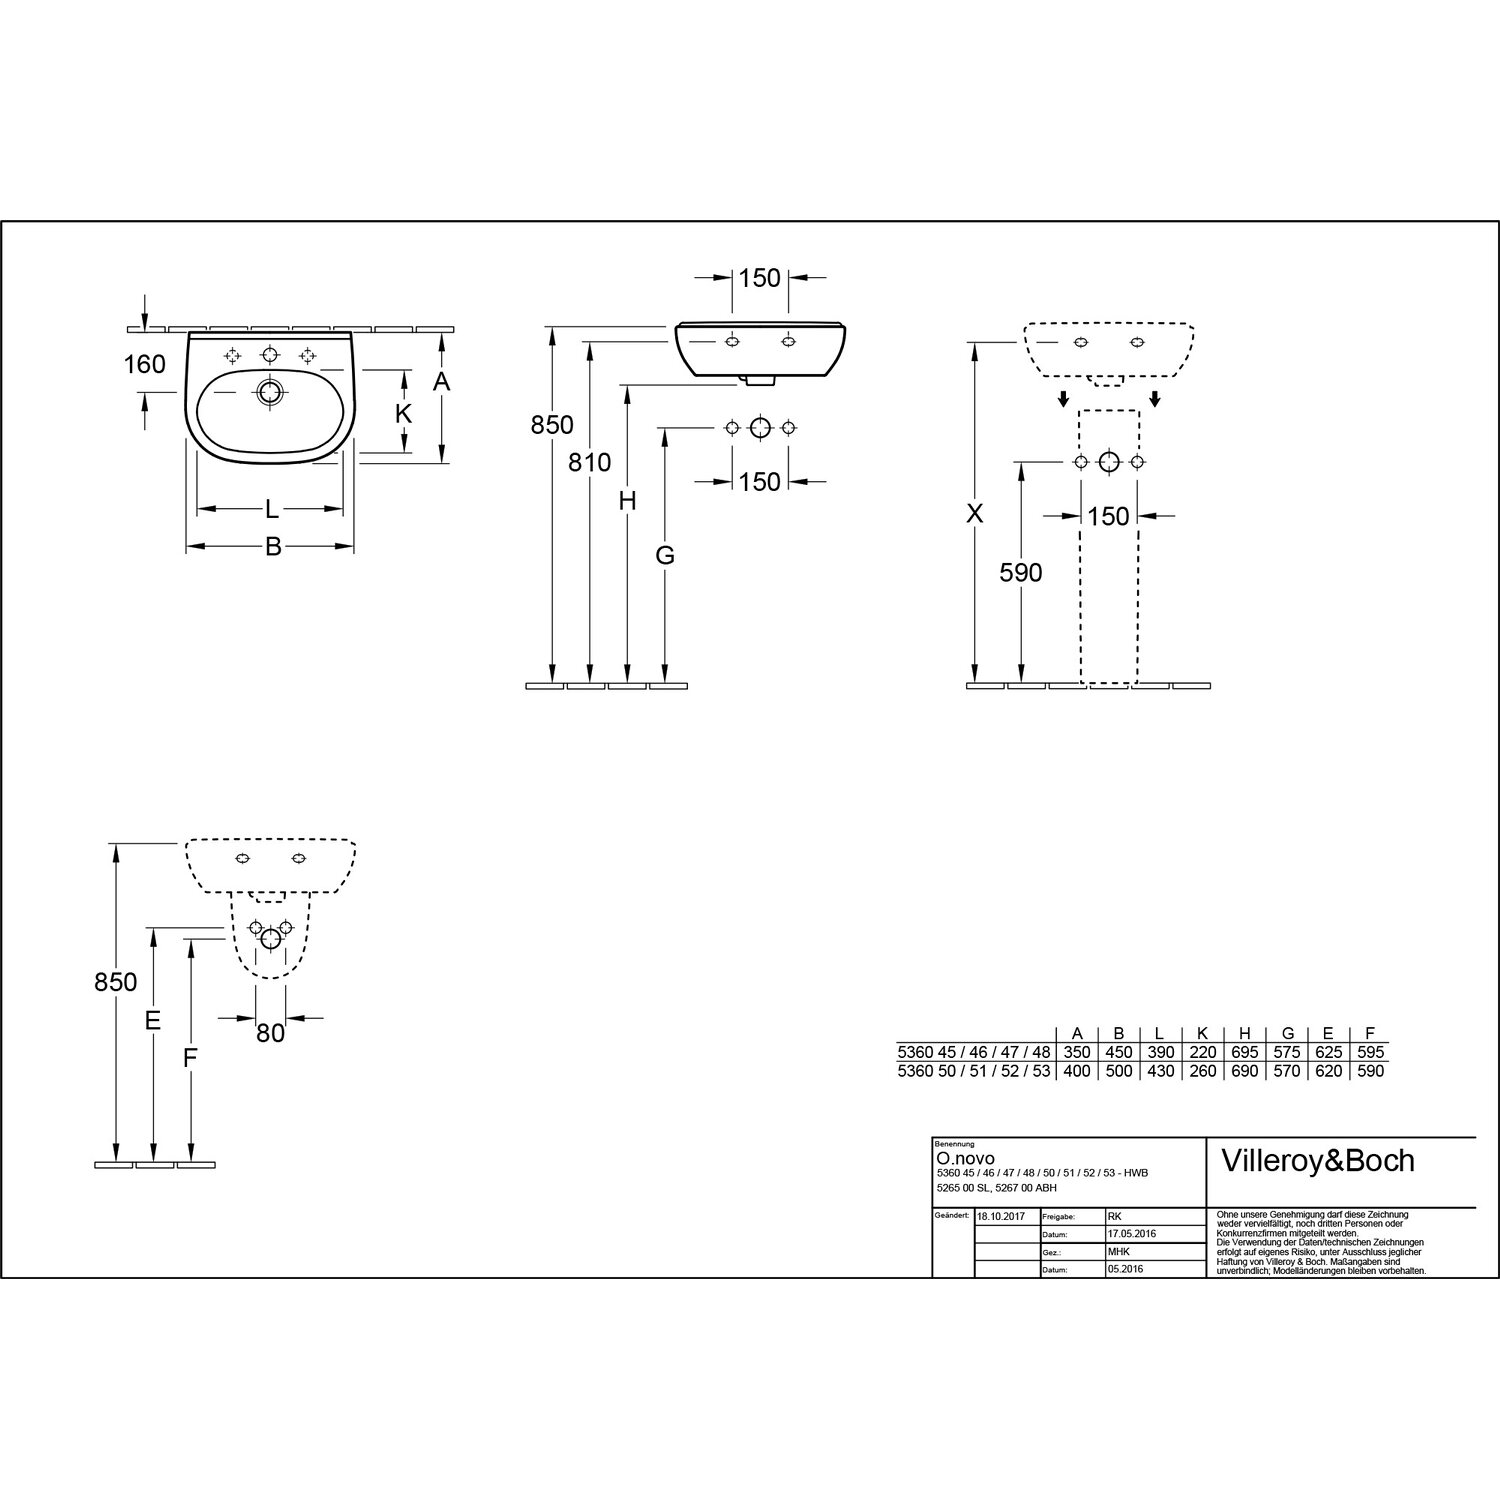 150
160
A
K
L
B
850
810
H
G
150
X
590
150
850
E
F
80
A B L K H G E F
5360 45 / 46 / 47 / 48 350 450 390 220 695 575 625 595
5360 50 / 51 / 52 / 53 400 500 430 260 690 570 620 590
Benennung
O.novo
5360 45 / 46 / 47 / 48 / 50 / 51 / 52 / 53 - HWB
5265 00 SL, 5267 00 ABH
Villeroy&Boch
Geändert: 18.10.2017 Freigabe: RK
Datum: 17.05.2016
Gez.: MHK
Datum: 05.2016
Ohne unsere Genehmigung darf diese Zeichnung
weder vervielfältigt, noch dritten Personen oder
Konkurrenzfirmen mitgeteilt werden.
Die Verwendung der Daten/technischen Zeichnungen
erfolgt auf eigenes Risiko, unter Ausschluss jeglicher
Haftung von Villeroy & Boch. Maßangaben sind
unverbindlich; Modelländerungen bleiben vorbehalten.